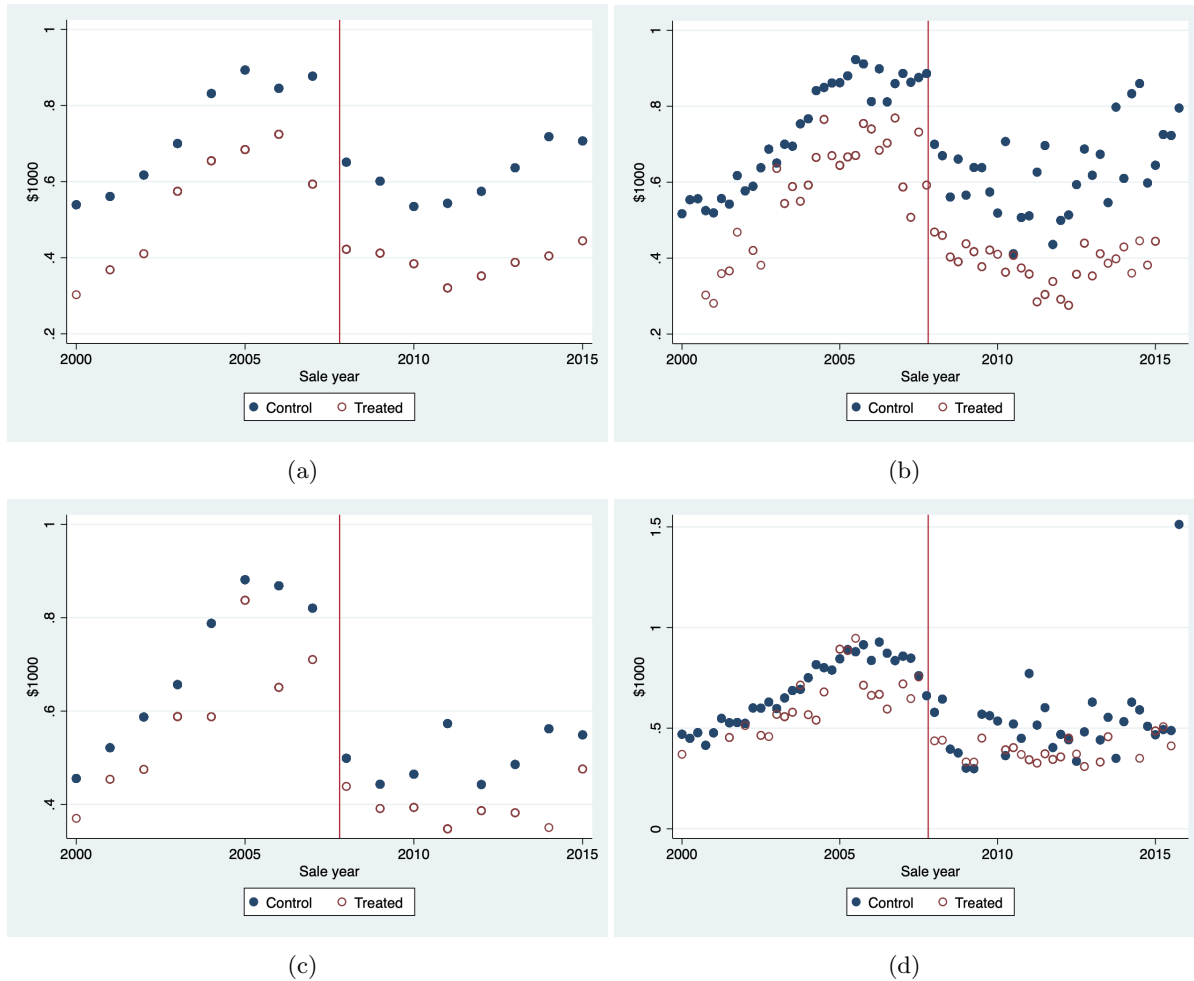 1
.8
.6
.4
.2
$1000
2000 2005 2010 2015
Sale year
Control Treated
(a)
1
.8
.6
.4
.2
$1000
2000 2005 2010 2015
Sale year
Control Treated
(b)
1
.8
.6
.4
$1000
2000 2005 2010 2015
Sale year
Control Treated
(c)
1.5
1
.5
0
$1000
2000 2005 2010 2015
Sale year
Control Treated
(d)